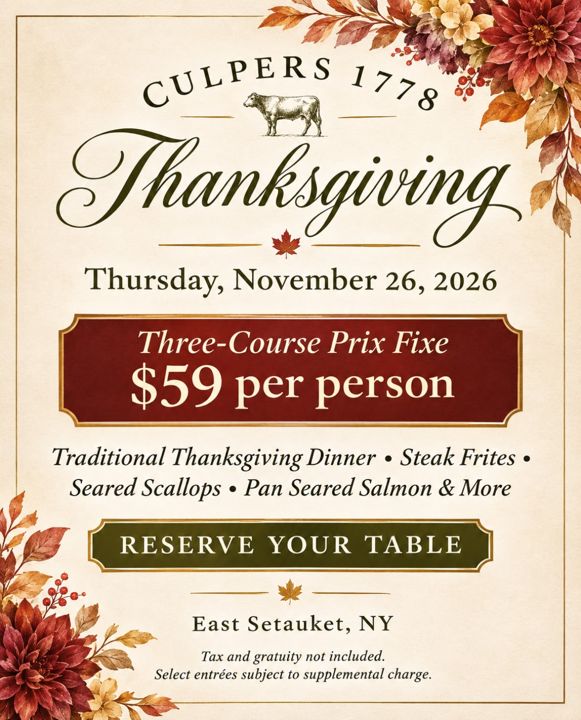 CULPERS 1778
Thanksgiving
Thursday, November 26, 2026
Three-Course Prix Fixe
$59 per person
Traditional Thanksgiving Dinner • Steak Frites •
Seared Scallops • Pan Seared Salmon & More
RESERVE YOUR TABLE
East Setauket, NY
Tax and gratuity not included.
Select entrées subject to supplemental charge.